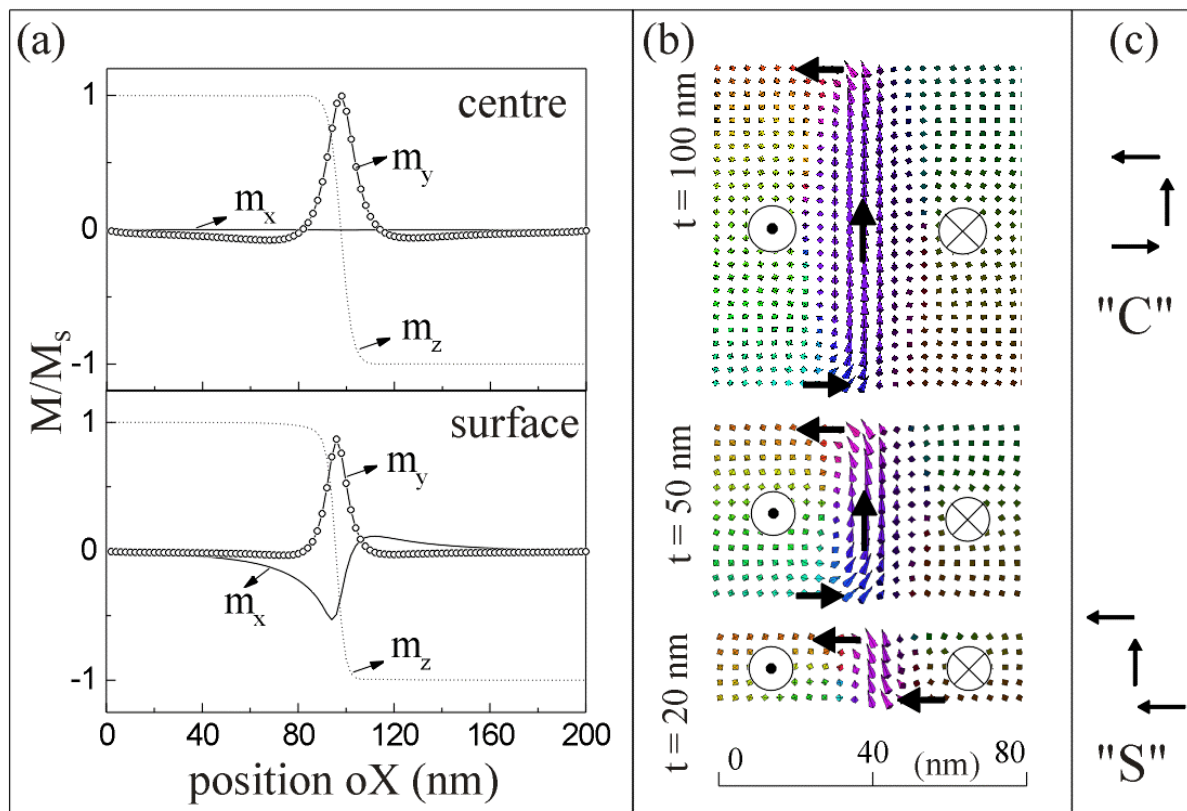 (a)
1
0
-1
centre
m_x
m_y
m_z
M/M_s
1
0
-1
surface
m_y
m_x
m_z
0 40 80 120 160 200
position oX (nm)
(b)
t = 100 nm
t = 50 nm
t = 20 nm
0 40 (nm) 80
(c)
"C"
"S"